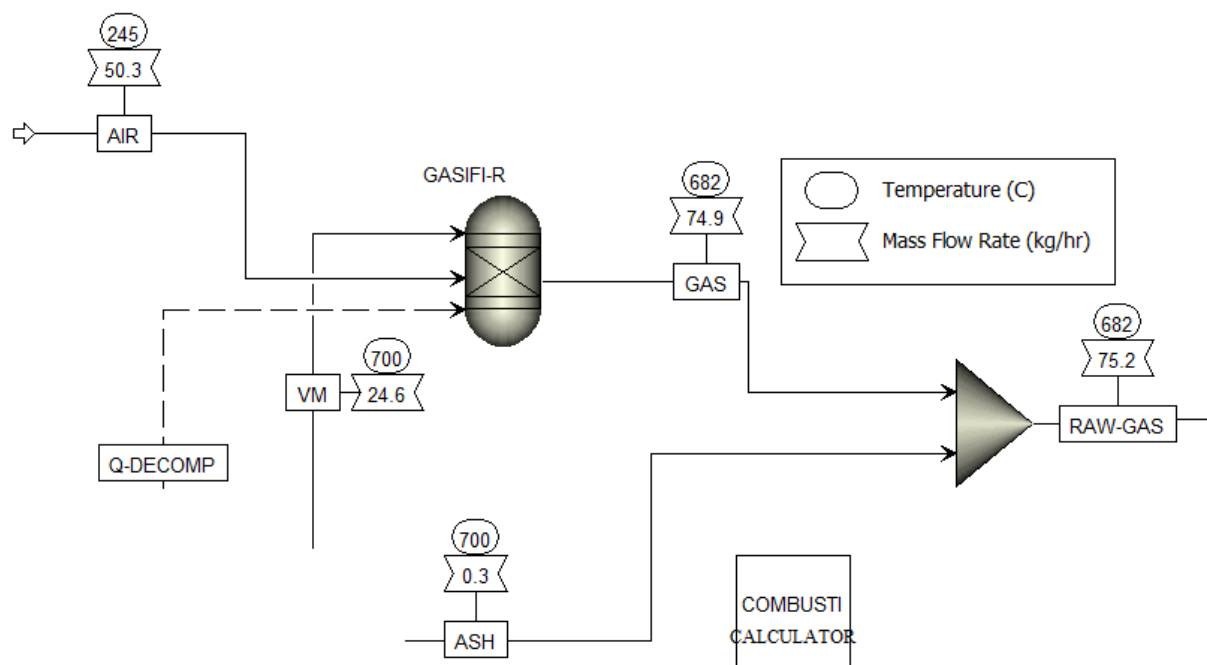 245
50.3
AIR
GASIFI-R
682
74.9
GAS
Temperature (C)
Mass Flow Rate (kg/hr)
682
75.2
RAW-GAS
700
24.6
VM
Q-DECOMP
700
0.3
ASH
COMBUSTI
CALCULATOR